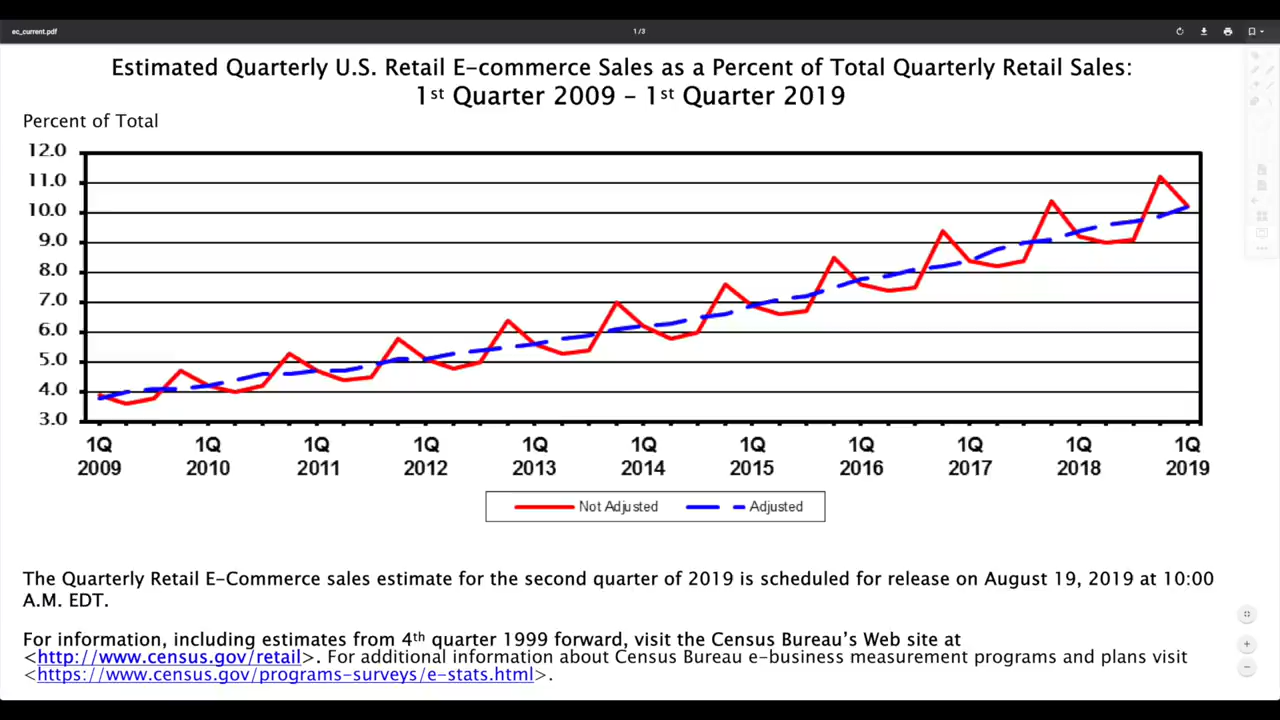 ec_current.pdf
1/3
Estimated Quarterly U.S. Retail E-commerce Sales as a Percent of Total Quarterly Retail Sales:
1st Quarter 2009 – 1st Quarter 2019
Percent of Total
12.0
11.0
10.0
9.0
8.0
7.0
6.0
5.0
4.0
3.0
1Q 1Q 1Q 1Q 1Q 1Q 1Q 1Q 1Q 1Q 1Q
2009 2010 2011 2012 2013 2014 2015 2016 2017 2018 2019
Not Adjusted Adjusted
The Quarterly Retail E-Commerce sales estimate for the second quarter of 2019 is scheduled for release on August 19, 2019 at 10:00
A.M. EDT.
For information, including estimates from 4th quarter 1999 forward, visit the Census Bureau's Web site at
<http://www.census.gov/retail>. For additional information about Census Bureau e-business measurement programs and plans visit
<https://www.census.gov/programs-surveys/e-stats.html>.